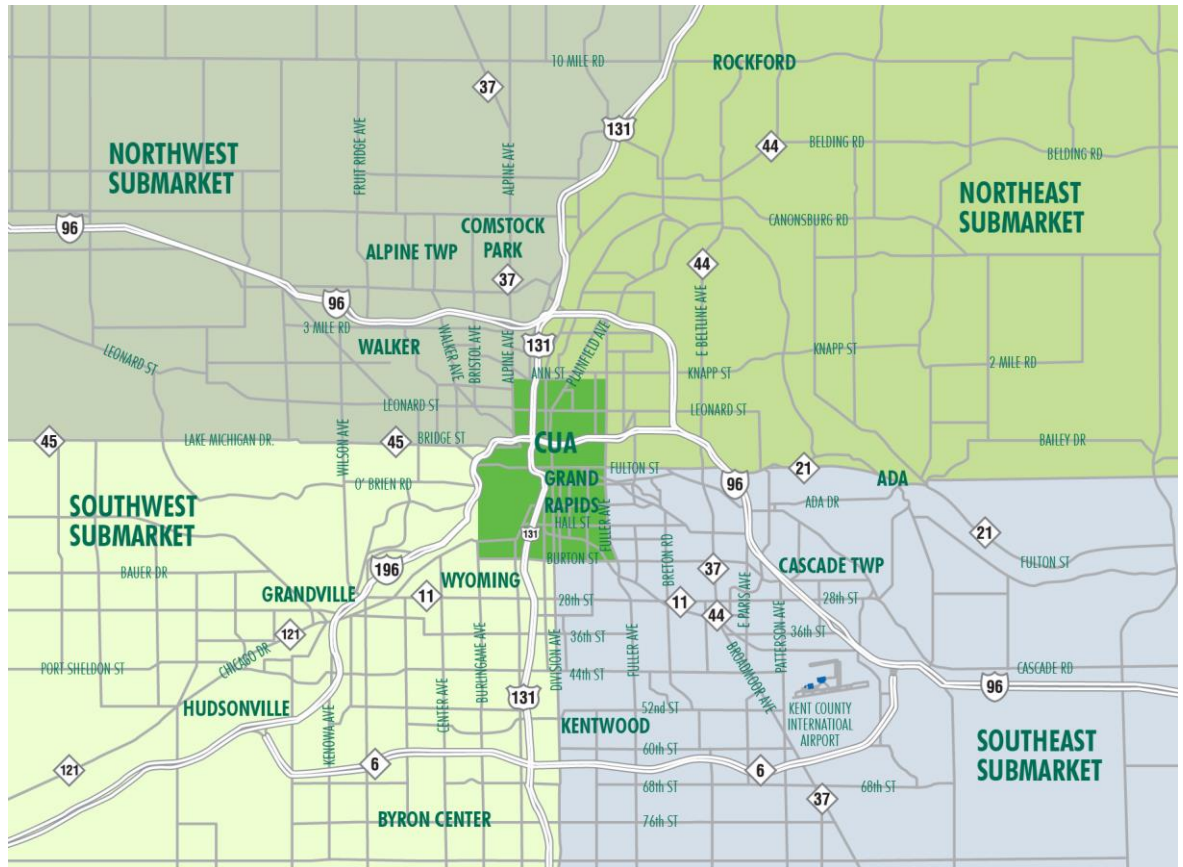 10 MILE RD
ROCKFORD
37
131
44
BELDING RD
BELDING RD
NORTHWEST
SUBMARKET
FRUIT RIDGE AVE
ALPINE AVE
NORTHEAST
SUBMARKET
96
COMSTOCK
PARK
ALPINE TWP
CANONSBURG RD
37
44
96
3 MILE RD
WALKER
WALKER AVE
BRISTOL AVE
ALPINE AVE
131
PLAINFIELD AVE
E BELTLINE AVE
KNAPP ST
2 MILE RD
LEONARD ST
ANN ST
KNAPP ST
LEONARD ST
LEONARD ST
45
LAKE MICHIGAN DR.
WILSON AVE
45
BRIDGE ST
CUA
BAILEY DR
GRAND
RAPIDS
FULTON ST
96
21
ADA
O' BRIEN RD
ADA DR
SOUTHWEST
SUBMARKET
HALL ST
FULLER AVE
131
21
BURTON ST
BRETON RD
CASCADE TWP
FULTON ST
BAUER DR
196
WYOMING
37
E PARIS AVE
GRANDVILLE
11
28th ST
11
44
PATTERSON AVE
28th ST
121
CHICAGO DR
36th ST
36th ST
PORT SHELDON ST
BURLINGAME AVE
DIVISION AVE
44th ST
FULLER AVE
BROADMOOR AVE
CASCADE RD
96
HUDSONVILLE
KENOWA AVE
CENTER AVE
131
KENTWOOD
52nd ST
KENT COUNTY
INTERNATIOAL
AIRPORT
60th ST
SOUTHEAST
SUBMARKET
121
6
6
68th ST
68th ST
37
BYRON CENTER
76th ST